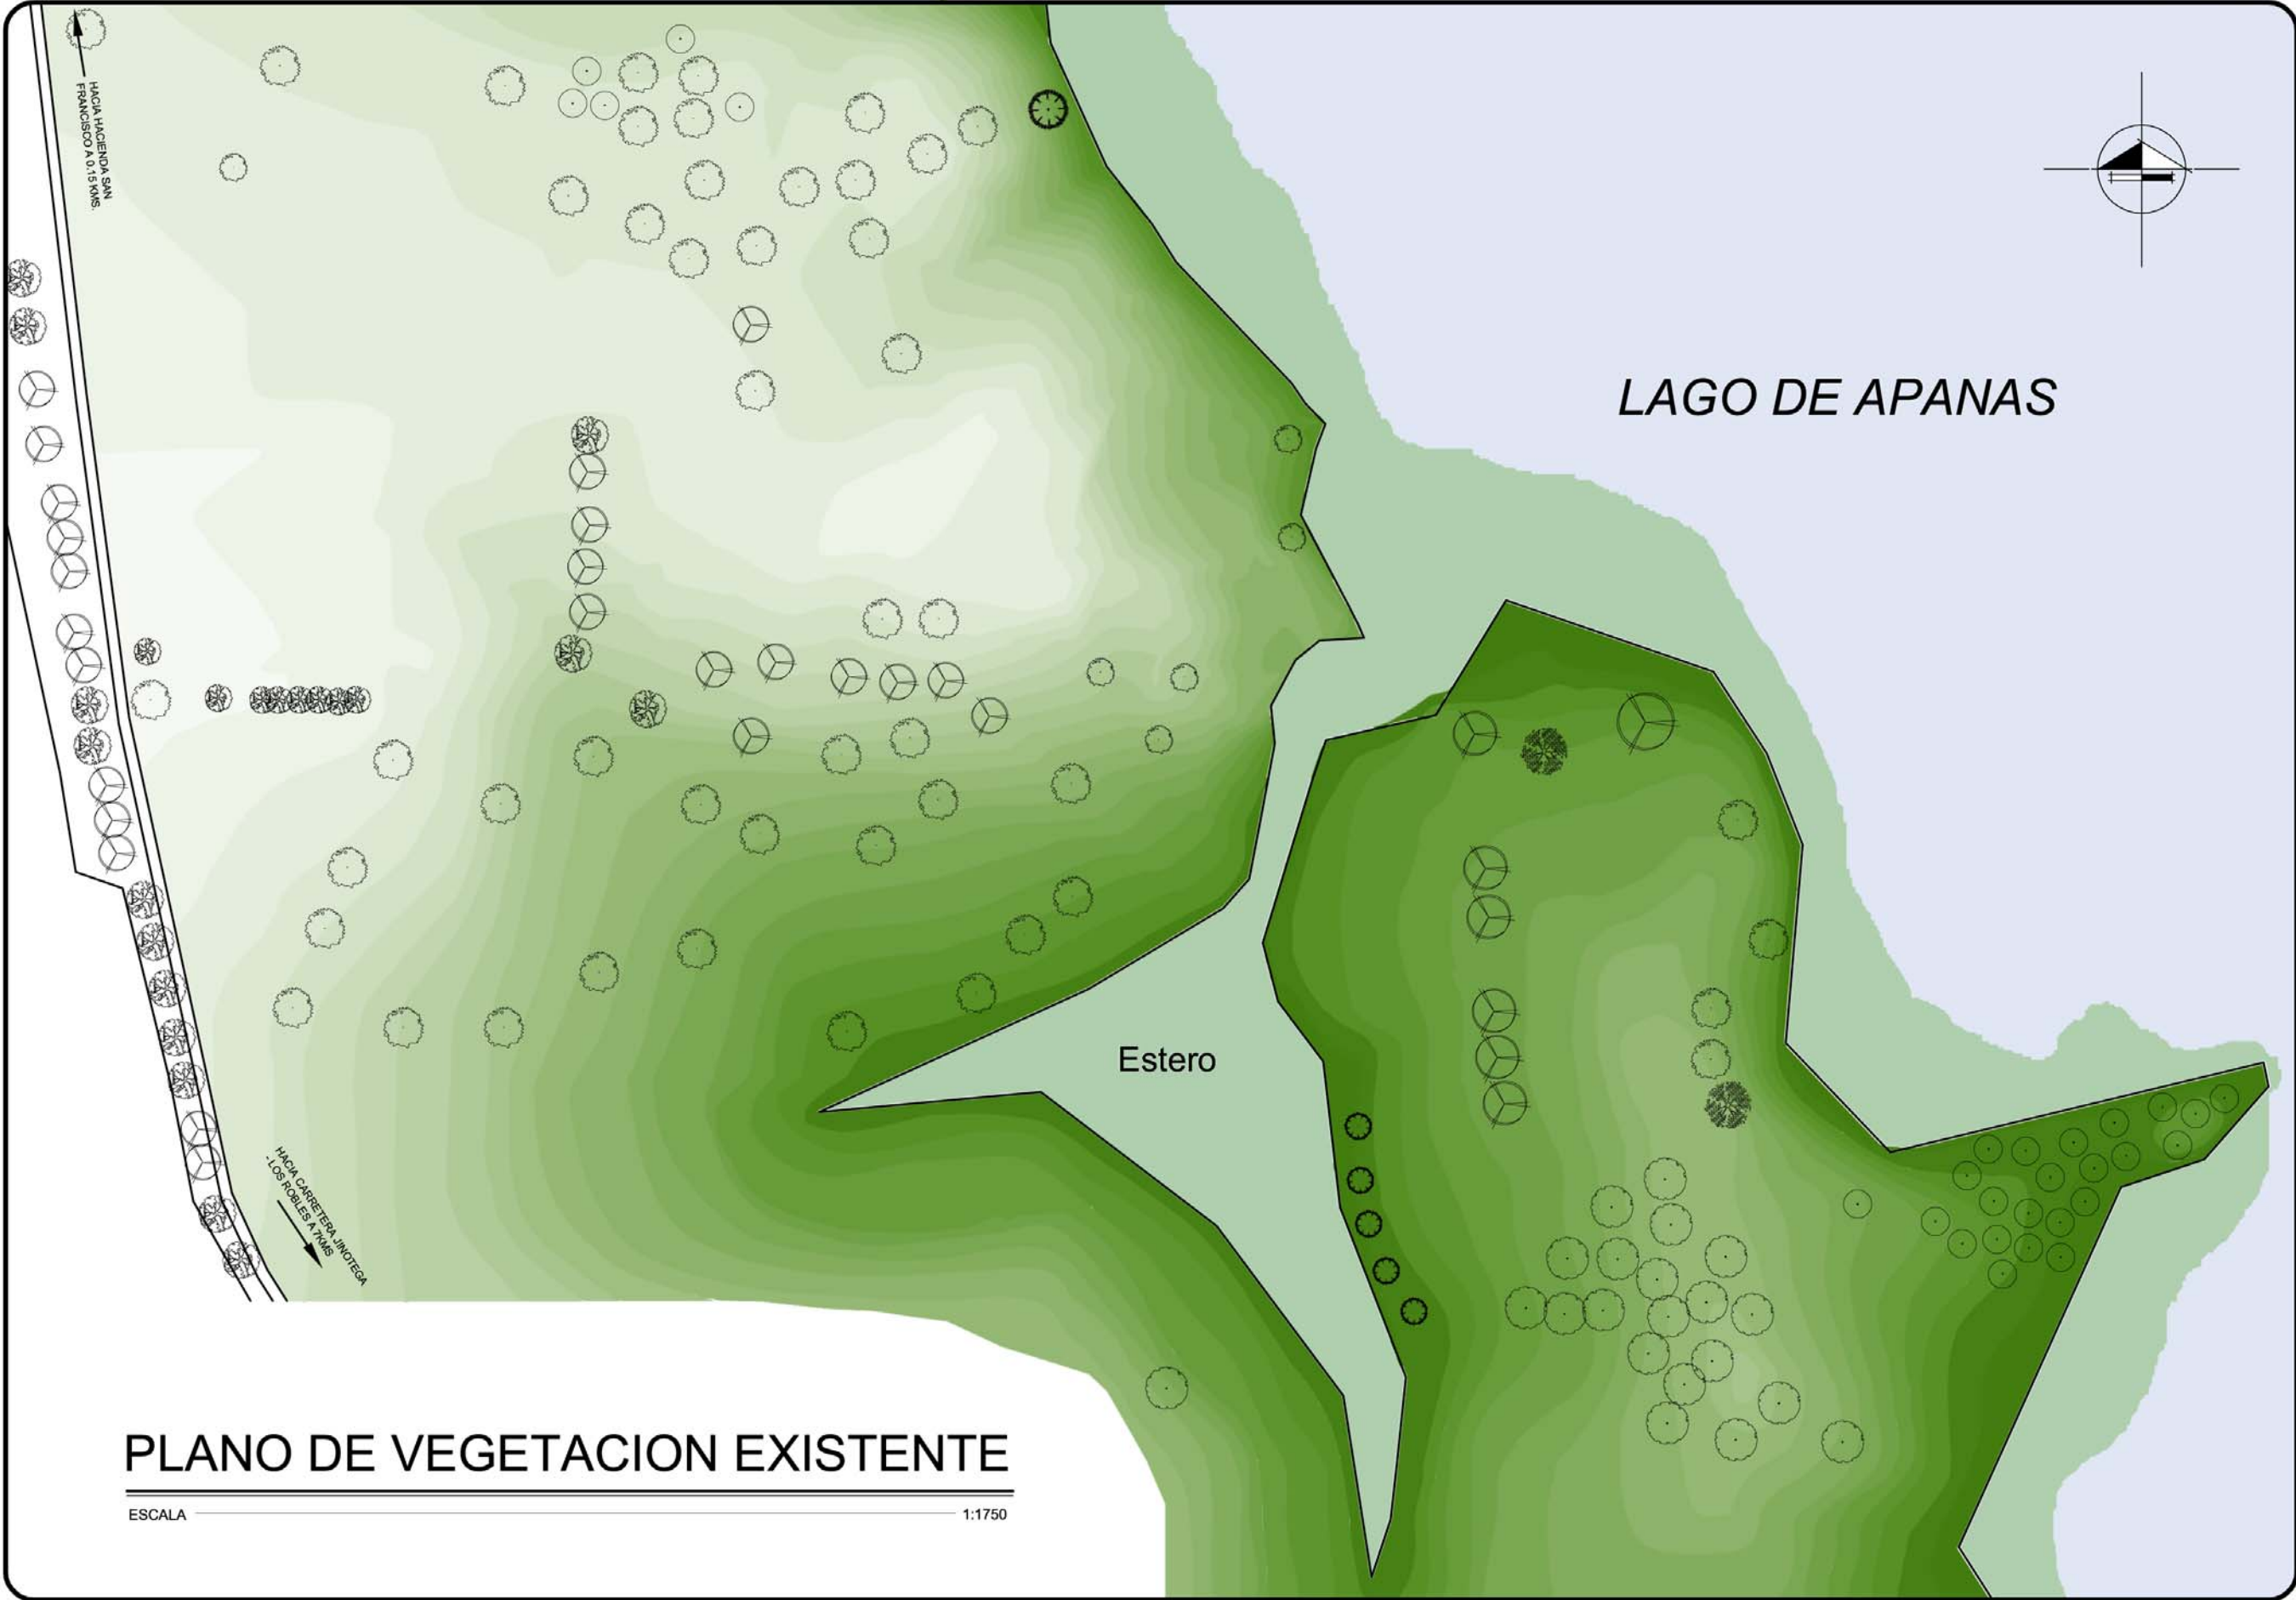 HACIA HACIENDA SAN
FRANCISCO A 0.15 KMS.
LAGO DE APANAS
Estero
HACIA CARRETERA JINOTEGA
- LOS ROBLES A 7KMS
PLANO DE VEGETACION EXISTENTE
ESCALA 1:1750